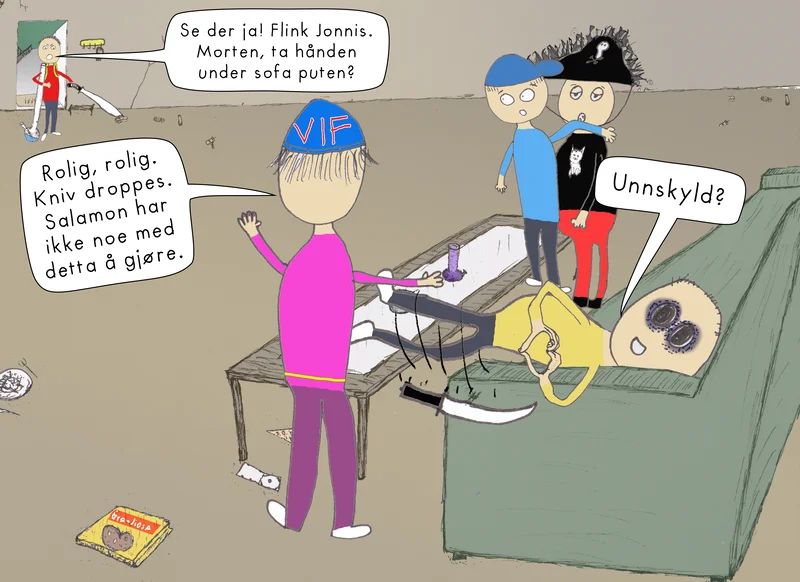 Se der ja! Flink Jonnis.
Morten, ta hånden
under sofa puten?
Rolig, rolig.
Kniv droppes.
Salamon har
ikke noe med
detta å gjøre.
VIF
Unnskyld?